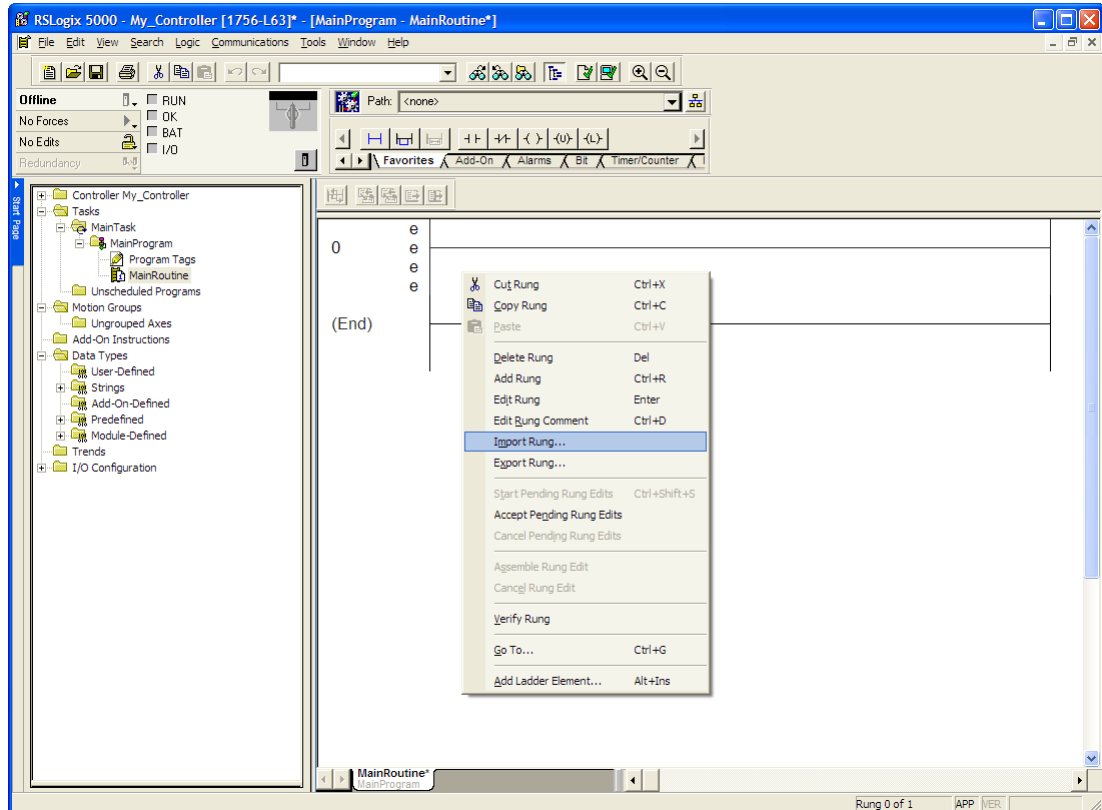 RSLogix 5000 - My_Controller [1756-L63]* - [MainProgram - MainRoutine*]
File Edit View Search Logic Communications Tools Window Help
Offline
RUN
No Forces
OK
No Edits
BAT
Redundancy
I/O
Path: <none>
Favorites Add-On Alarms Bit Timer/Counter
Start Page
Controller My_Controller
Tasks
MainTask
MainProgram
Program Tags
MainRoutine
Unscheduled Programs
Motion Groups
Ungrouped Axes
Add-On Instructions
Data Types
User-Defined
Strings
Add-On-Defined
Predefined
Module-Defined
Trends
I/O Configuration
e
0 e
e
e
(End)
Cut Rung Ctrl+X
Copy Rung Ctrl+C
Paste Ctrl+V
Delete Rung Del
Add Rung Ctrl+R
Edit Rung Enter
Edit Rung Comment Ctrl+D
Import Rung...
Export Rung...
Start Pending Rung Edits Ctrl+Shift+S
Accept Pending Rung Edits
Cancel Pending Rung Edits
Assemble Rung Edit
Cancel Rung Edit
Verify Rung
Go To... Ctrl+G
Add Ladder Element... Alt+Ins
MainRoutine*
MainProgram
Rung 0 of 1 APP VER